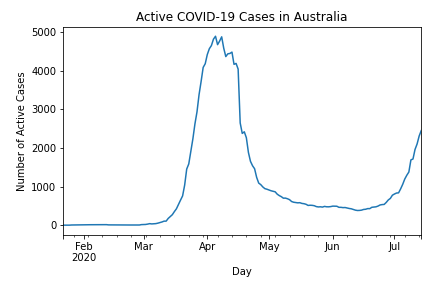 Active COVID-19 Cases in Australia
Number of Active Cases
5000
4000
3000
2000
1000
0
Feb Mar Apr May Jun Jul
2020
Day